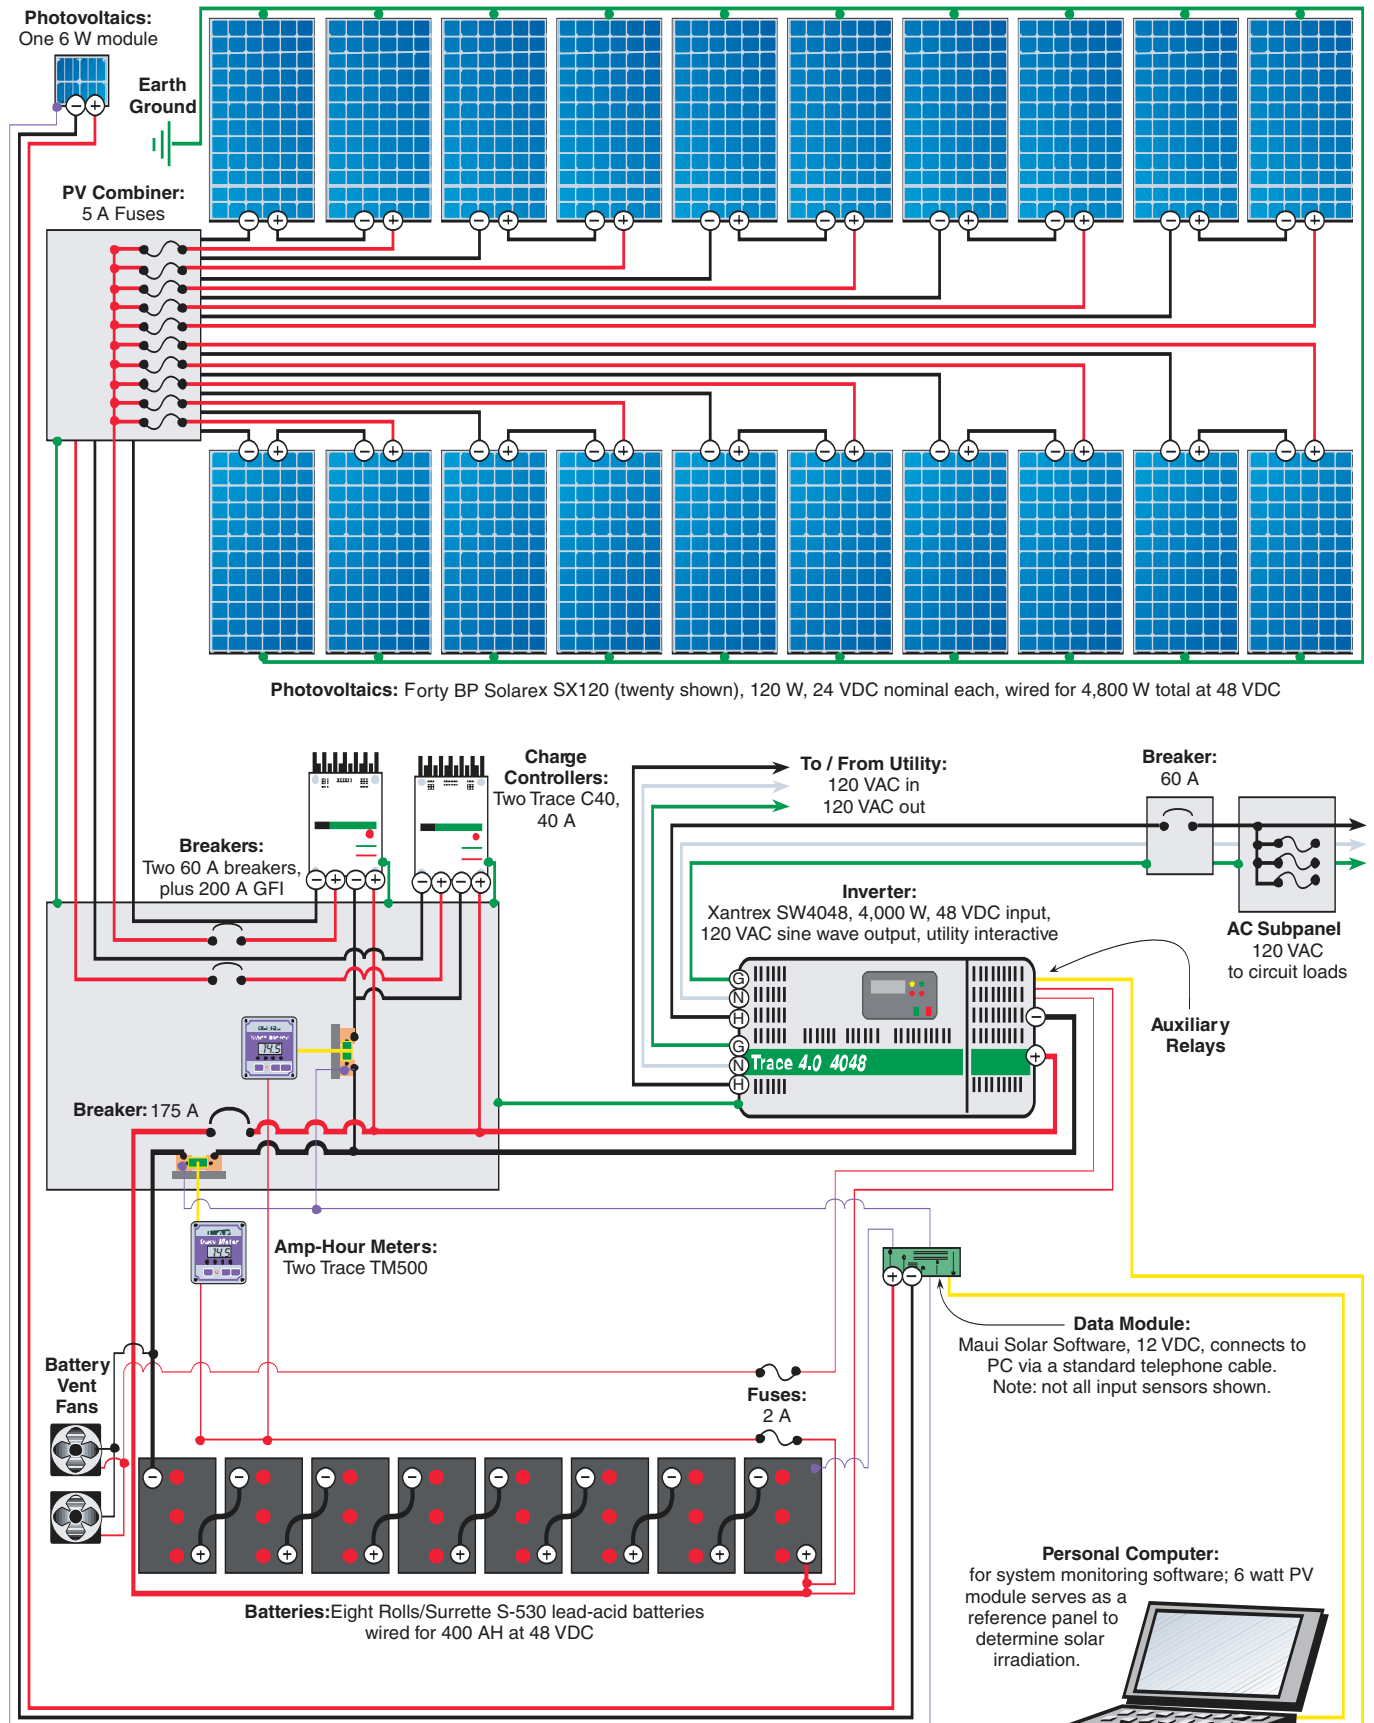 Photovoltaics:
One 6 W module
Earth
Ground
PV Combiner:
5 A Fuses
Photovoltaics: Forty BP Solarex SX120 (twenty shown), 120 W, 24 VDC nominal each, wired for 4,800 W total at 48 VDC
Charge
Controllers:
Two Trace C40,
40 A
To / From Utility:
120 VAC in
120 VAC out
Breaker:
60 A
Breakers:
Two 60 A breakers,
plus 200 A GFI
Inverter:
Xantrex SW4048, 4,000 W, 48 VDC input,
120 VAC sine wave output, utility interactive
AC Subpanel
120 VAC
to circuit loads
G
N
H
G
N
H
Trace 4.0 4048
Auxiliary
Relays
14.5
Breaker: 175 A
Trace Meter
14.5
Amp-Hour Meters:
Two Trace TM500
Data Module:
Maui Solar Software, 12 VDC, connects to
PC via a standard telephone cable.
Note: not all input sensors shown.
Battery
Vent
Fans
Fuses:
2 A
Batteries:Eight Rolls/Surrette S-530 lead-acid batteries
wired for 400 AH at 48 VDC
Personal Computer:
for system monitoring software; 6 watt PV
module serves as a
reference panel to
determine solar
irradiation.